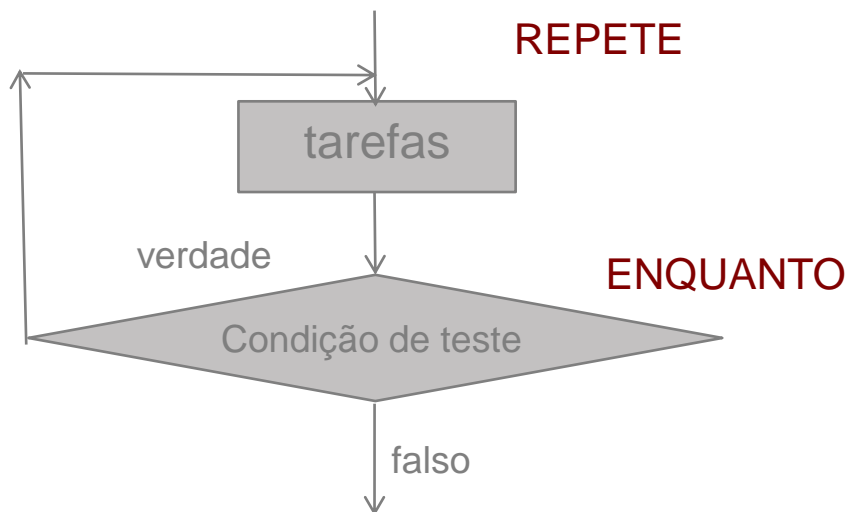 REPETE
tarefas
verdade
ENQUANTO
Condição de teste
falso